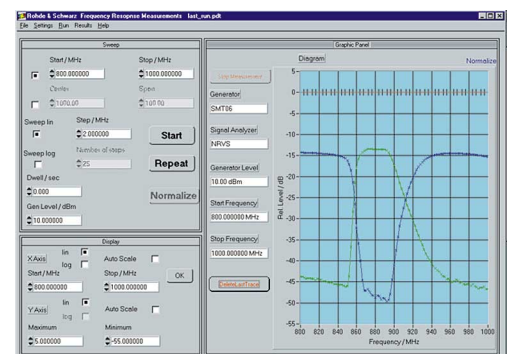 Rohde & Schwarz Frequency Resopnse Measurements last_run.pdt
File Settings Run Results Help
Sweep
Start / MHz
Stop / MHz
800.000000
1000.000000
Center
Span
1000.00
100.00
Sweep lin
Step / MHz
2.000000
Start
Sweep log
Number of steps
25
Repeat
Dwell / sec
0.000
Normalize
Gen Level / dBm
10.000000
Display
X Axis
lin
log
Auto Scale
Start / MHz
Stop / MHz
OK
800.000000
1000.000000
Y Axis
lin
log
Auto Scale
Maximum
Minimum
5.000000
-55.000000
Graphic Panel
Diagram
Normalize
Generator
SMT06
Signal Analyzer
NRVS
Generator Level
10.00 dBm
Start Frequency
800.000000 MHz
Stop Frequency
1000.000000 MHz
DeleteLastTrace
Rel. Level / dB
5
0
-5
-10
-15
-20
-25
-30
-35
-40
-45
-50
-55
800 820 840 860 880 900 920 940 960 980 1000
Frequency / MHz